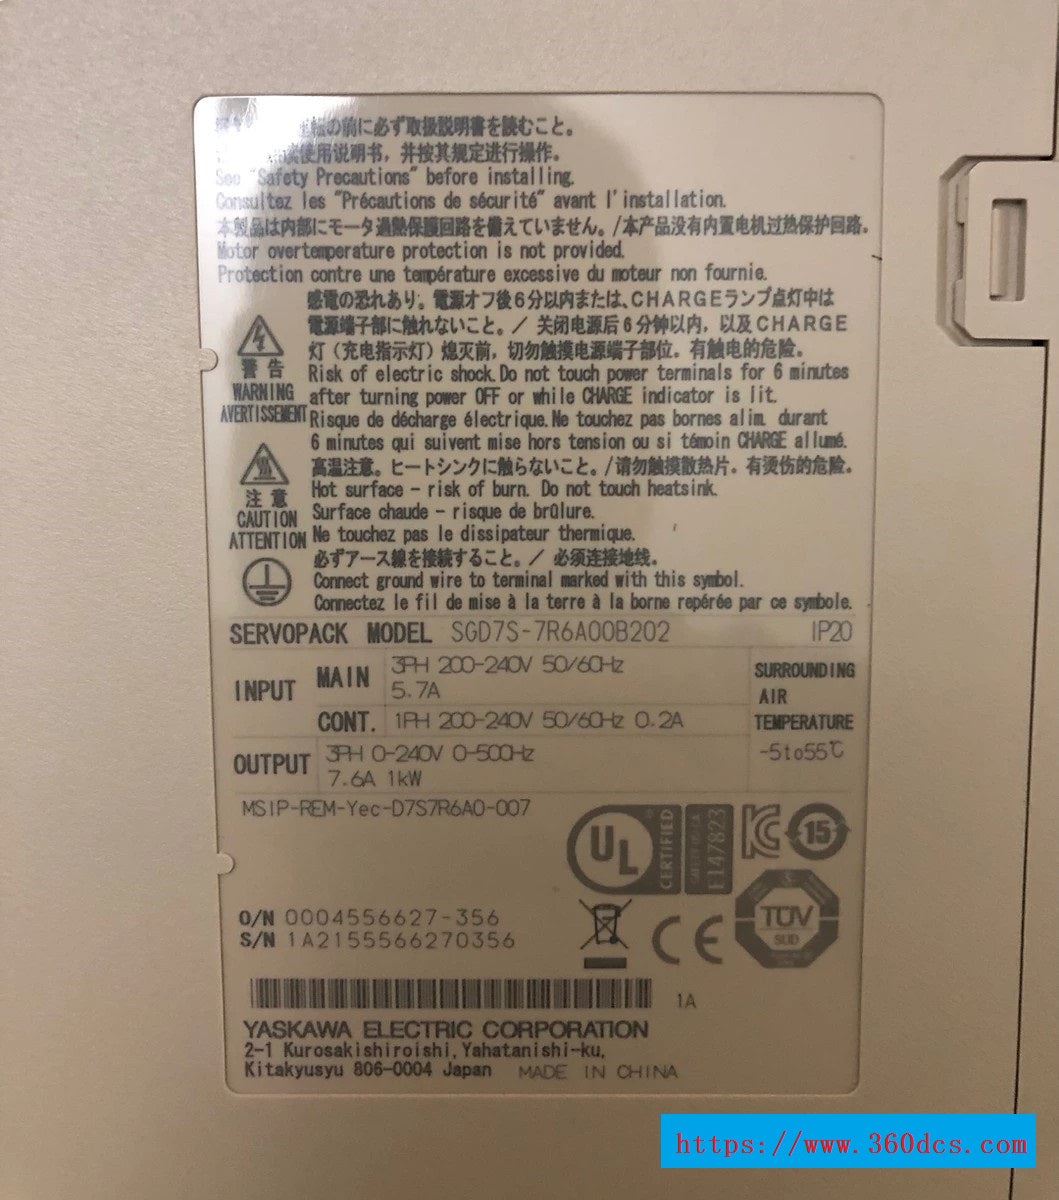 転の前に必ず取扱説明書を読むこと。
读使用说明书，并按其规定进行操作。
See "Safety Precautions" before installing.
Consultez les "Précautions de sécurité" avant l'installation.
本製品は内部にモータ過熱保護回路を備えていません。/本产品没有内置电机过热保护回路.
Motor overtemperature protection is not provided.
Protection contre une température excessive du moteur non fournie.
感電の恐れあり。電源オフ後6分以内または、CHARGEランプ点灯中は
電源端子部に触れないこと。/ 关闭电源后6分钟以内，以及CHARGE
灯（充电指示灯）熄灭前，切勿触摸电源端子部位。有触电的危险。
警告
WARNING
AVERTISSEMENT
Risk of electric shock. Do not touch power terminals for 6 minutes
after turning power OFF or while CHARGE indicator is lit.
Risque de décharge électrique. Ne touchez pas bornes alim. durant
6 minutes qui suivent mise hors tension ou si témoin CHARGE allumé.
高温注意。ヒートシンクに触らないこと。/请勿触摸散热片。有烫伤的危险。
注意
CAUTION
ATTENTION
Hot surface - risk of burn. Do not touch heatsink.
Surface chaude - risque de brûlure.
Ne touchez pas le dissipateur thermique.
必ずアース線を接続すること。/ 必须连接地线.
Connect ground wire to terminal marked with this symbol.
Connectez le fil de mise à la terre à la borne repérée par ce symbole.
SERVOPACK MODEL SGD7S-7R6A00B202 IP20
INPUT
MAIN 3PH 200-240V 50/60Hz
5.7A
CONT. 1PH 200-240V 50/60Hz 0.2A
SURROUNDING
AIR
TEMPERATURE
-5to55℃
OUTPUT 3PH 0-240V 0-500Hz
7.6A 1kW
MSIP-REM-Yec-D7S7R6A0-007
UL
CERTIFIED
E147823
15
CE
TÜV
SÜD
O/N 0004556627-356
S/N 1A2155566270356
1A
YASKAWA ELECTRIC CORPORATION
2-1 Kurosakishiroishi, Yahatanishi-ku,
Kitakyusyu 806-0004 Japan MADE IN CHINA
https://www.360dcs.com